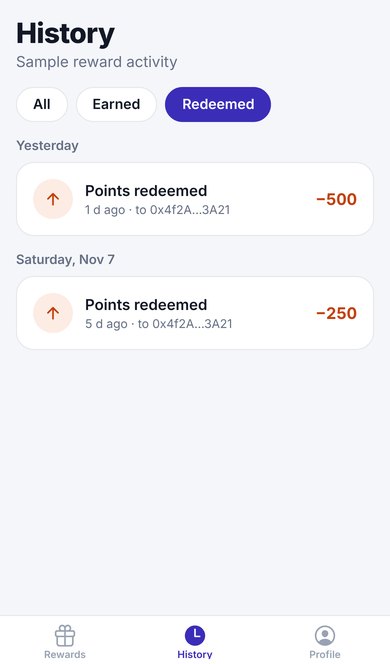 History
Sample reward activity
All
Earned
Redeemed
Yesterday
Points redeemed
1 d ago · to 0x4f2A…3A21
−500
Saturday, Nov 7
Points redeemed
5 d ago · to 0x4f2A…3A21
−250
Rewards
History
Profile